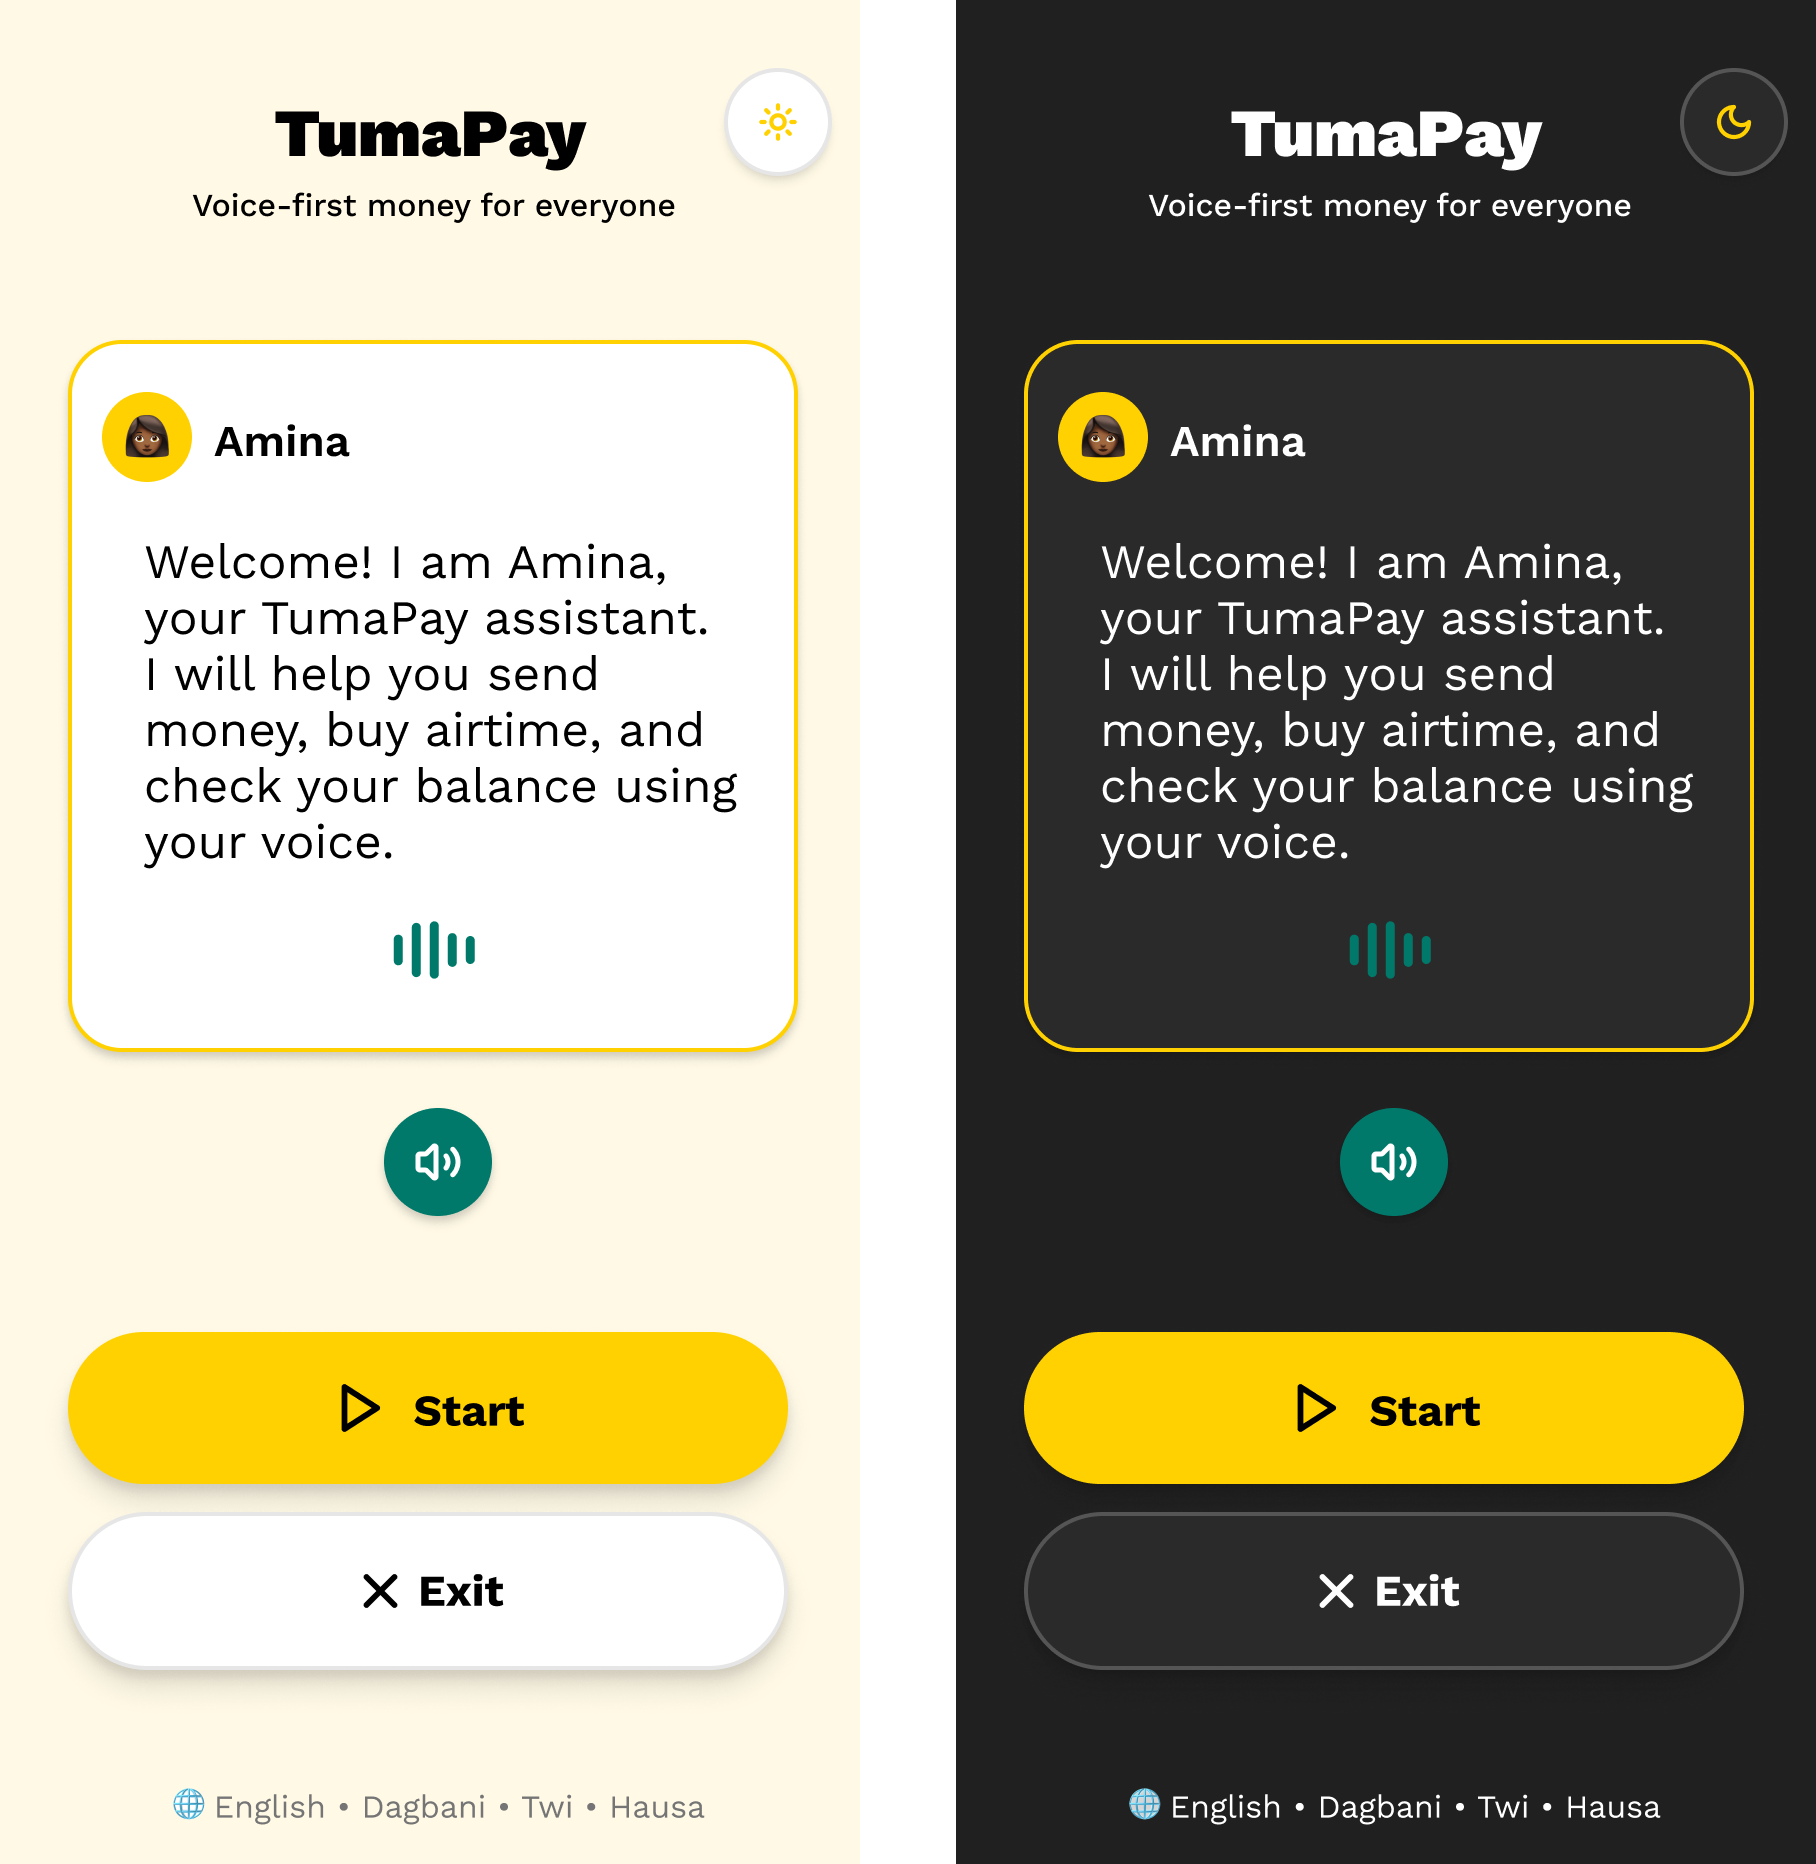 TumaPay
Voice-first money for everyone
Amina
Welcome! I am Amina,
your TumaPay assistant.
I will help you send
money, buy airtime, and
check your balance using
your voice.
Start
Exit
English • Dagbani • Twi • Hausa
TumaPay
Voice-first money for everyone
Amina
Welcome! I am Amina,
your TumaPay assistant.
I will help you send
money, buy airtime, and
check your balance using
your voice.
Start
Exit
English • Dagbani • Twi • Hausa